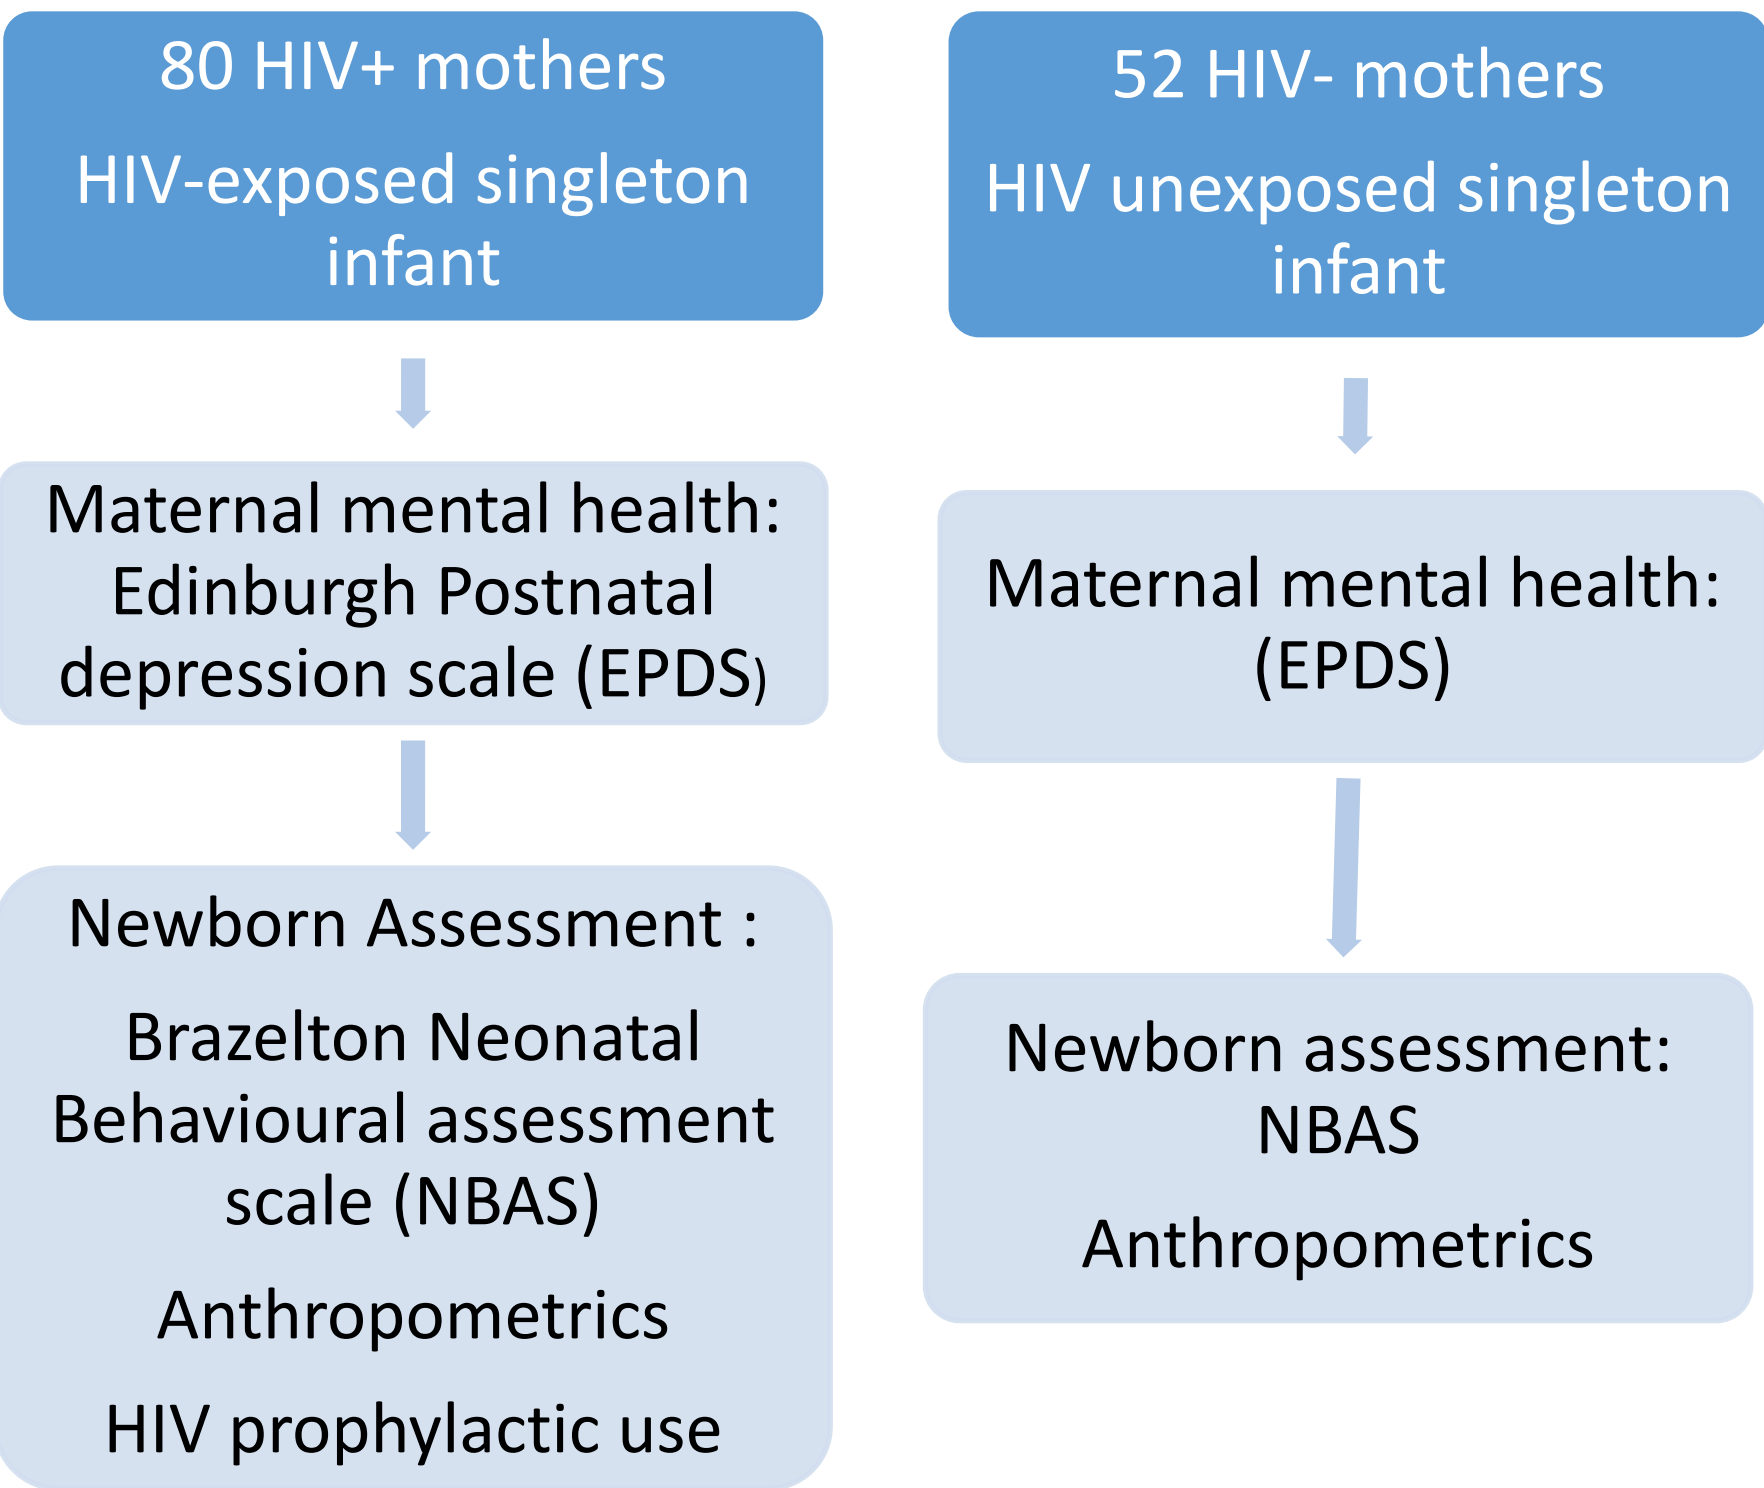 80 HIV+ mothers
HIV-exposed singleton
infant
Maternal mental health:
Edinburgh Postnatal
depression scale (EPDS)
Newborn Assessment :
Brazelton Neonatal
Behavioural assessment
scale (NBAS)
Anthropometrics
HIV prophylactic use
52 HIV- mothers
HIV unexposed singleton
infant
Maternal mental health:
(EPDS)
Newborn assessment:
NBAS
Anthropometrics